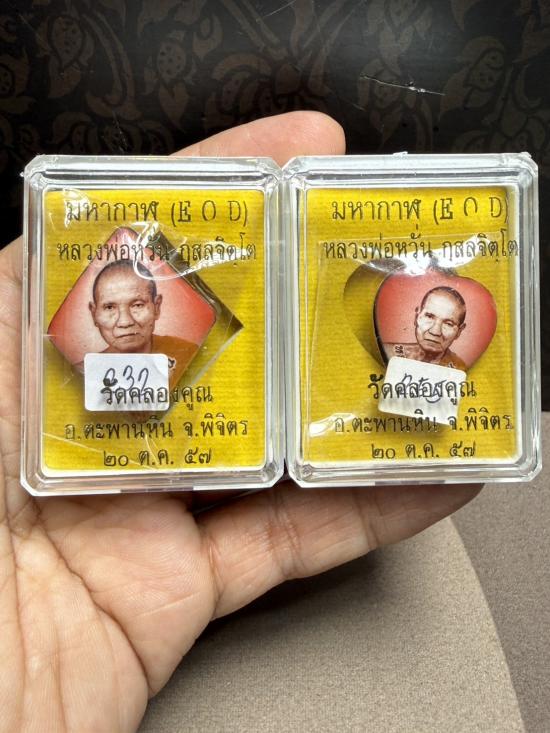 มหากาฬ (E O D)
หลวงพ่อหวั่น กุสลจิตฺโต
632
วัดคลองคูณ
อ.ตะพานหิน จ.พิจิตร
๒๐ ต.ค. ๕๗
มหากาฬ (E O D)
หลวงพ่อหวั่น กุสลจิตฺโต
วัดคลองคูณ
อ.ตะพานหิน จ.พิจิตร
๒๐ ต.ค. ๕๗